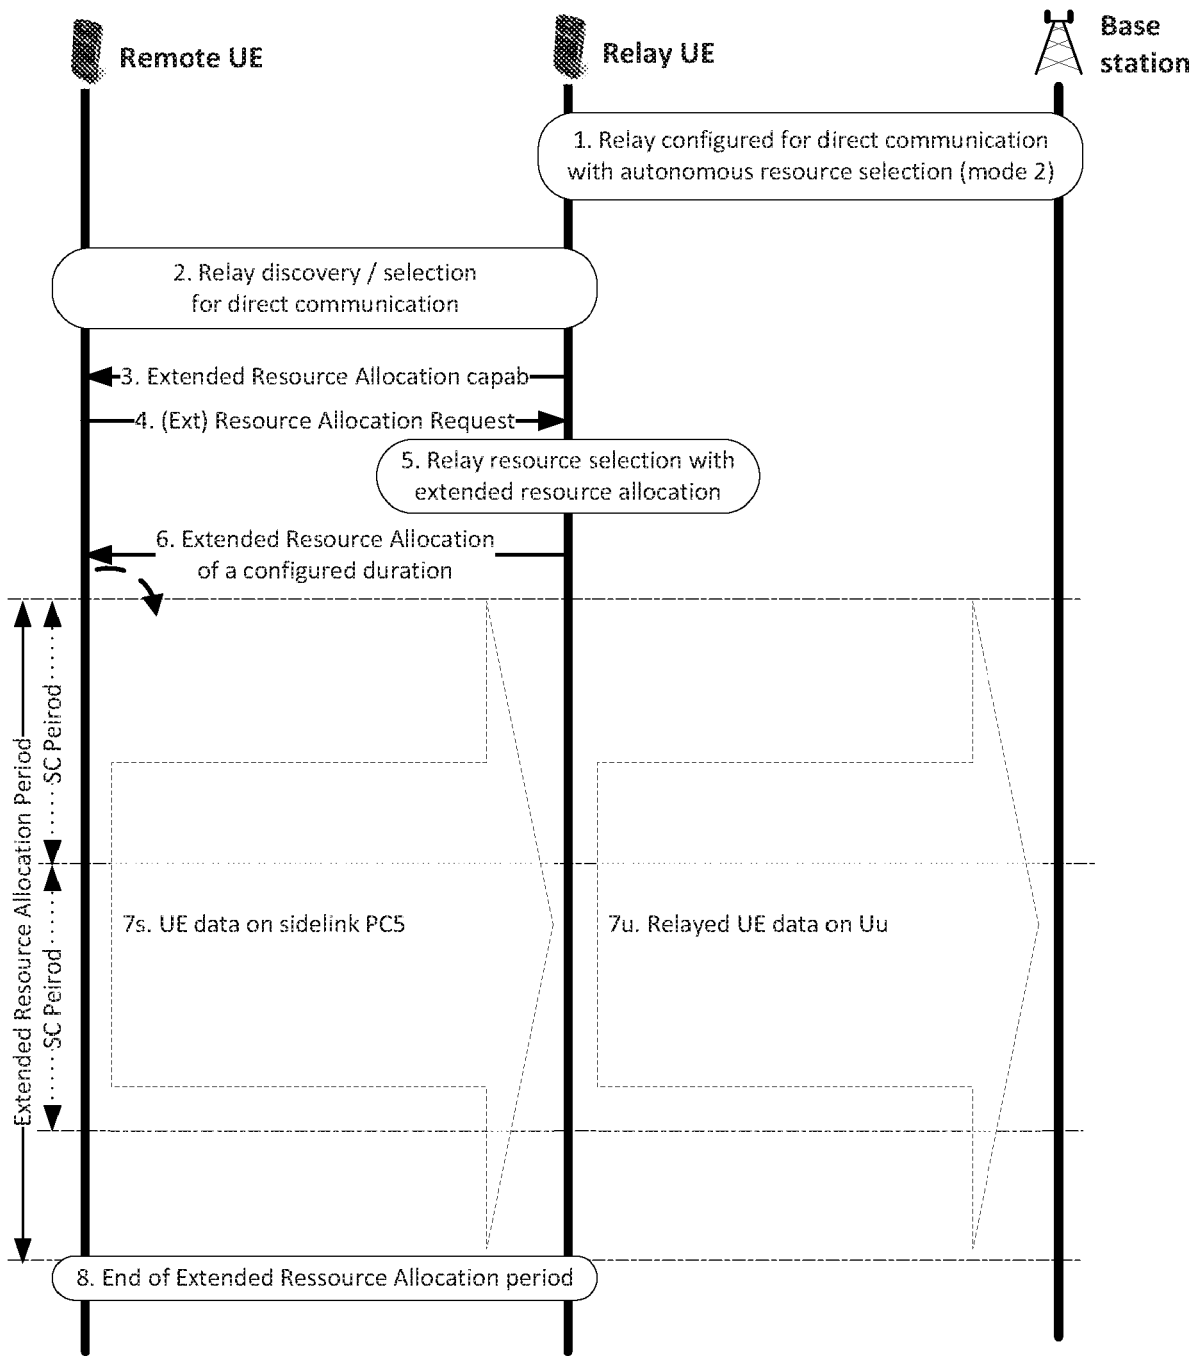 Remote UE
Relay UE
Base
station
1. Relay configured for direct communication
with autonomous resource selection (mode 2)
2. Relay discovery / selection
for direct communication
3. Extended Resource Allocation capab
4. (Ext) Resource Allocation Request
5. Relay resource selection with
extended resource allocation
6. Extended Resource Allocation
of a configured duration
Extended Resource Allocation Period
SC Peirod
SC Peirod
7s. UE data on sidelink PC5
7u. Relayed UE data on Uu
8. End of Extended Ressource Allocation period